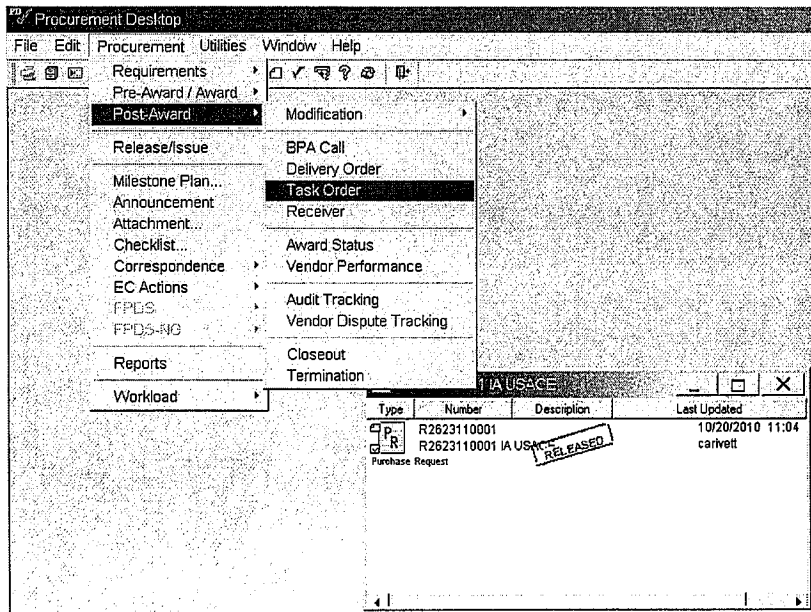 PD Procurement Desktop
File Edit Procurement Utilities Window Help
Requirements
Pre-Award / Award
Post-Award
Release/Issue
Milestone Plan...
Announcement
Attachment...
Checklist...
Correspondence
EC Actions
FPDS
FPDS-NG
Reports
Workload
Modification
BPA Call
Delivery Order
Task Order
Receiver
Award Status
Vendor Performance
Audit Tracking
Vendor Dispute Tracking
Closeout
Termination
1 IA USACE
Type Number Description Last Updated
PR R2623110001 10/20/2010 11:04
R2623110001 IA USACE RELEASED carivett
Purchase Request